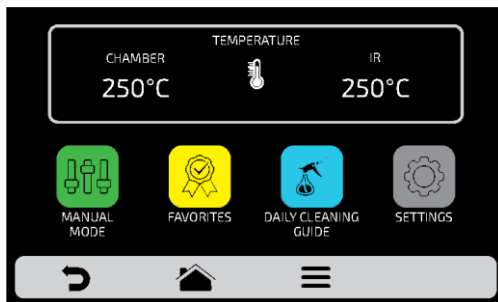 TEMPERATURE
CHAMBER IR
250°C 250°C
MANUAL MODE
FAVORITES
DAILY CLEANING GUIDE
SETTINGS